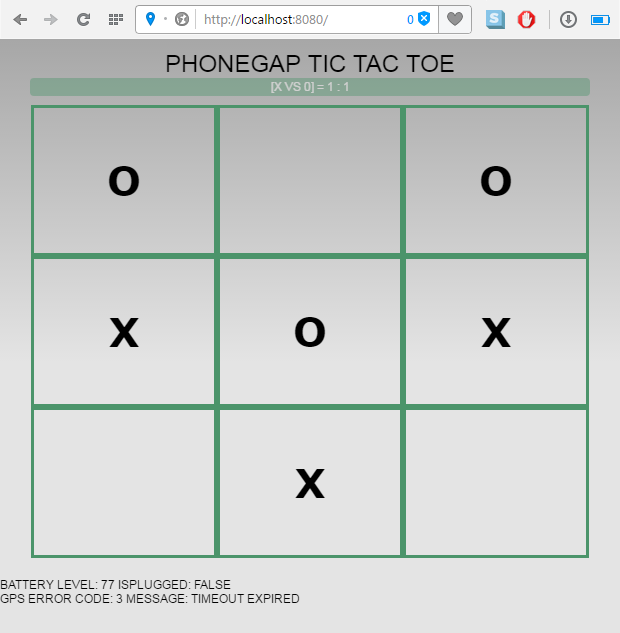 http://localhost:8080/ 0 S
PHONEGAP TIC TAC TOE
[X VS 0] = 1 : 1
O O
X O X
X
BATTERY LEVEL: 77 ISPLUGGED: FALSE
GPS ERROR CODE: 3 MESSAGE: TIMEOUT EXPIRED